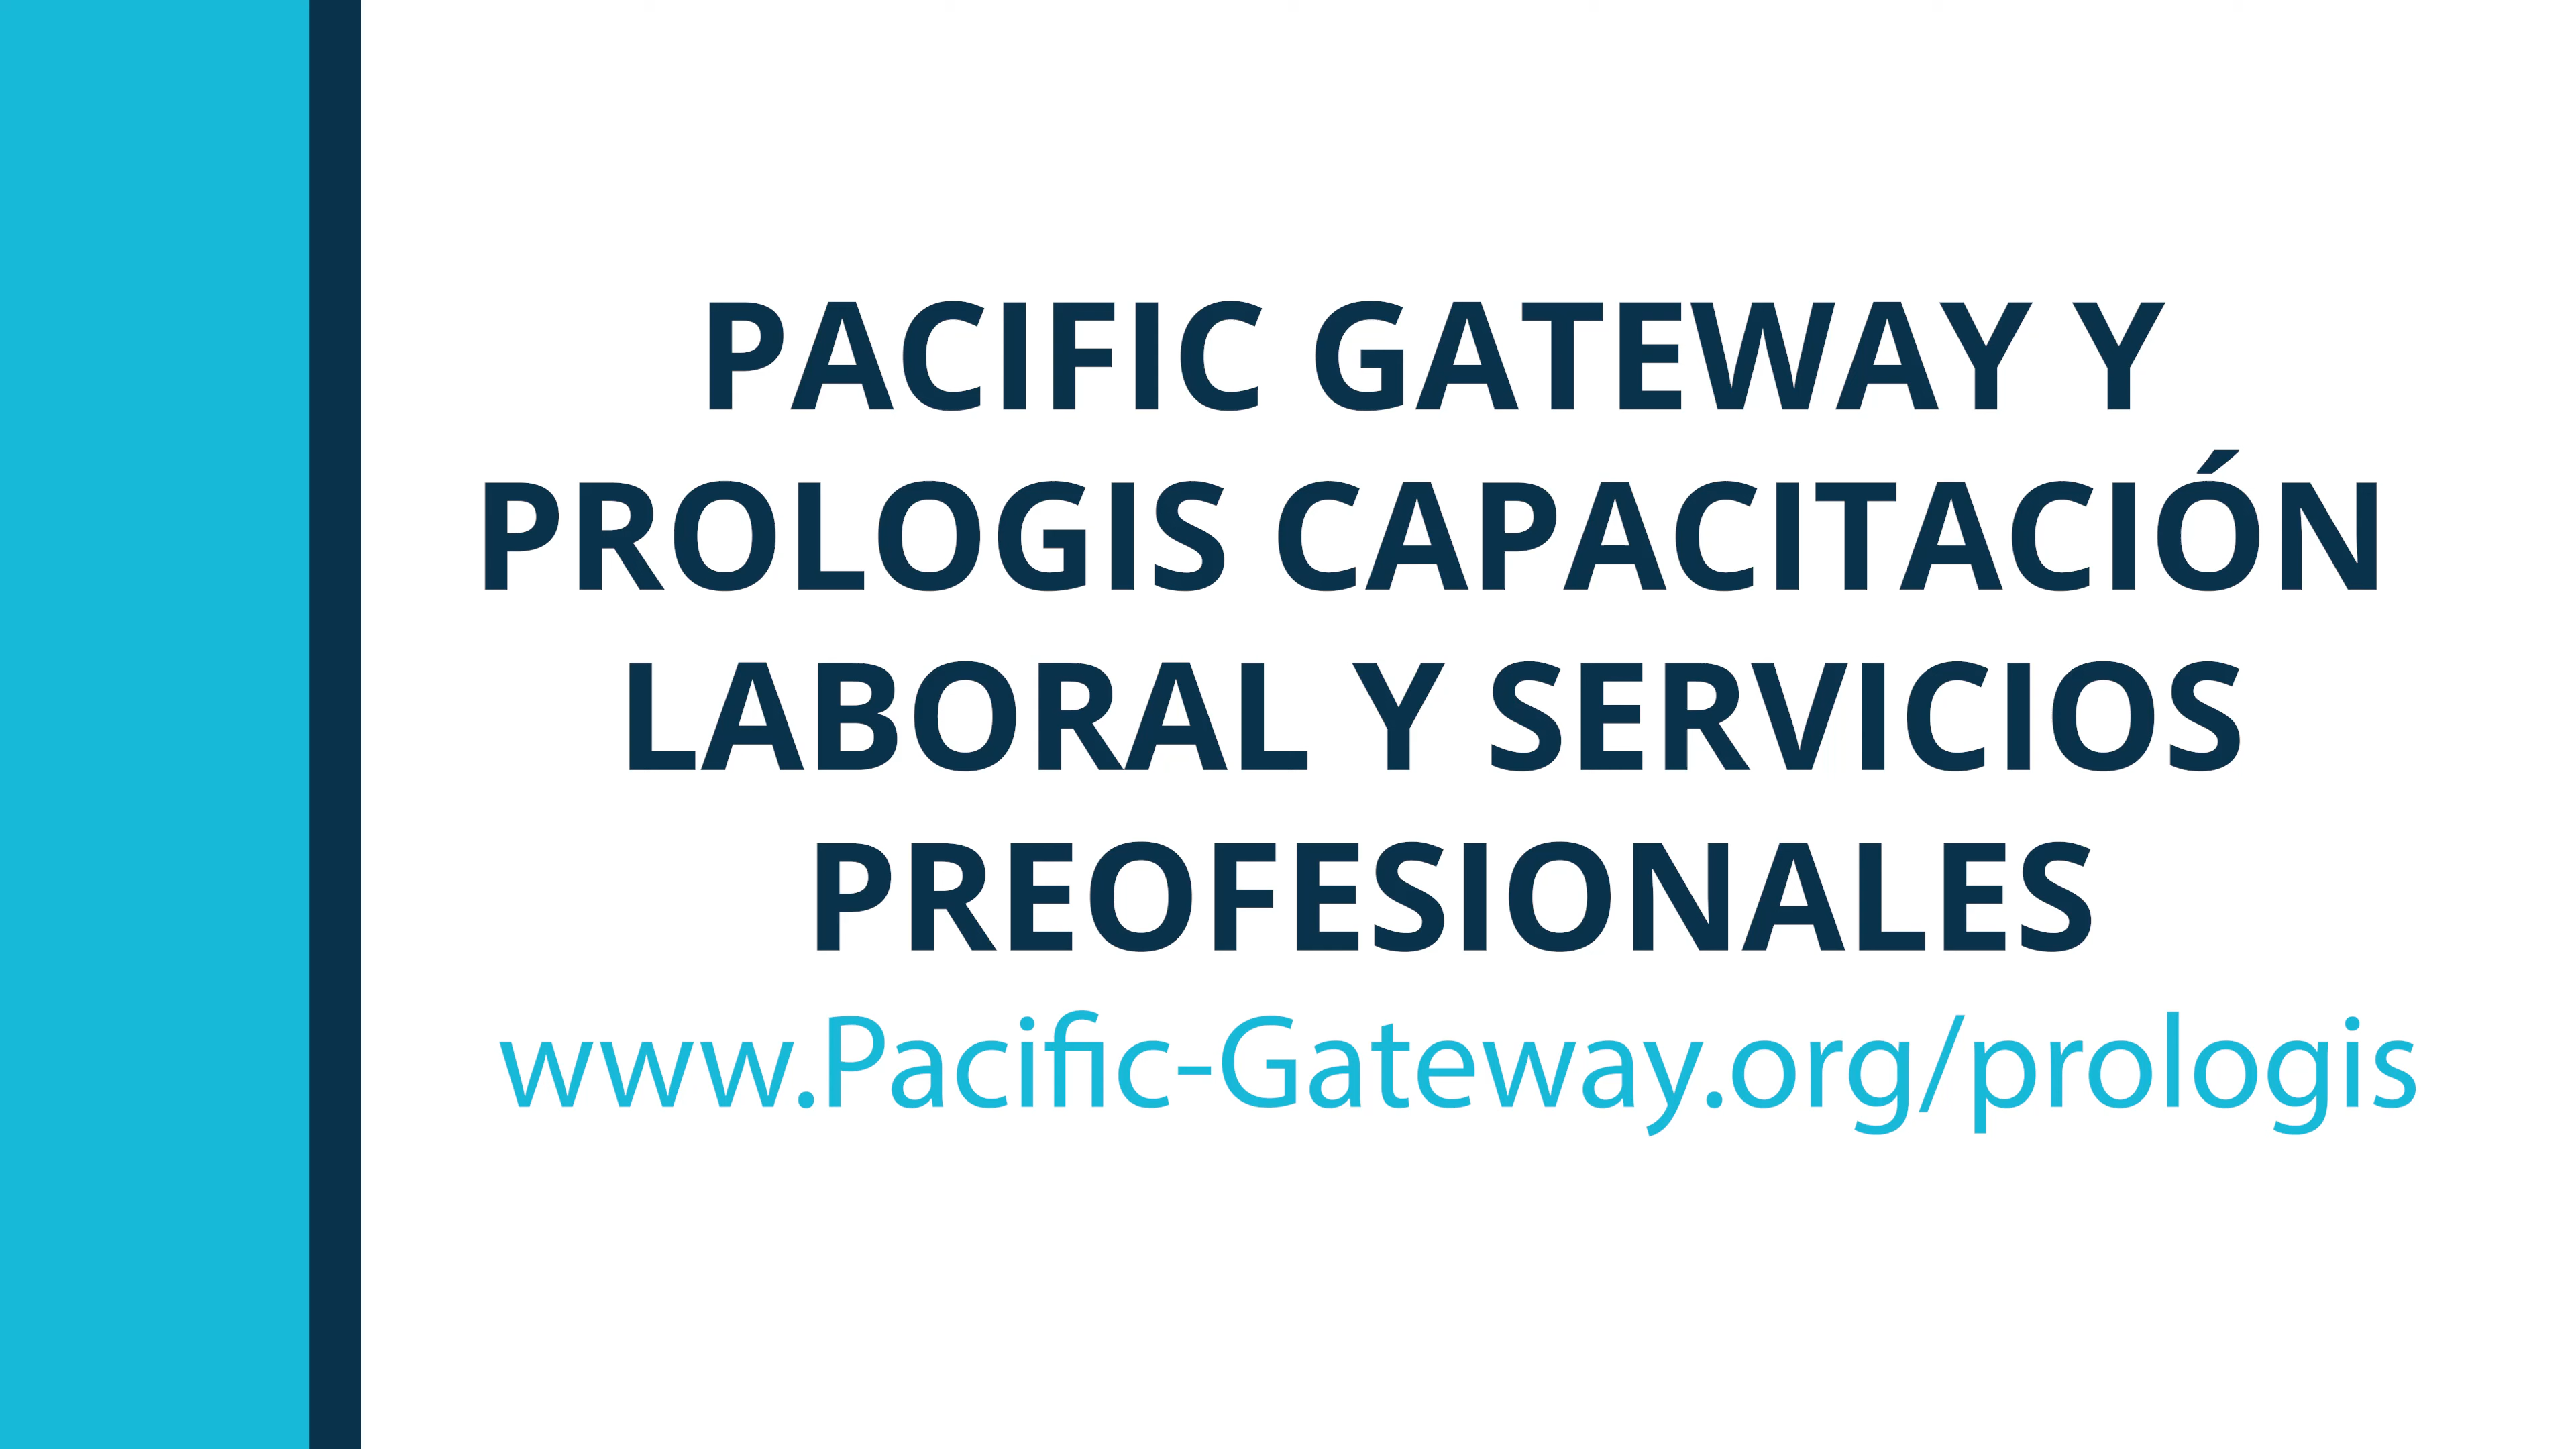 PACIFIC GATEWAY Y
PROLOGIS CAPACITACIÓN
LABORAL Y SERVICIOS
PREOFESIONALES
www.Pacific-Gateway.org/prologis